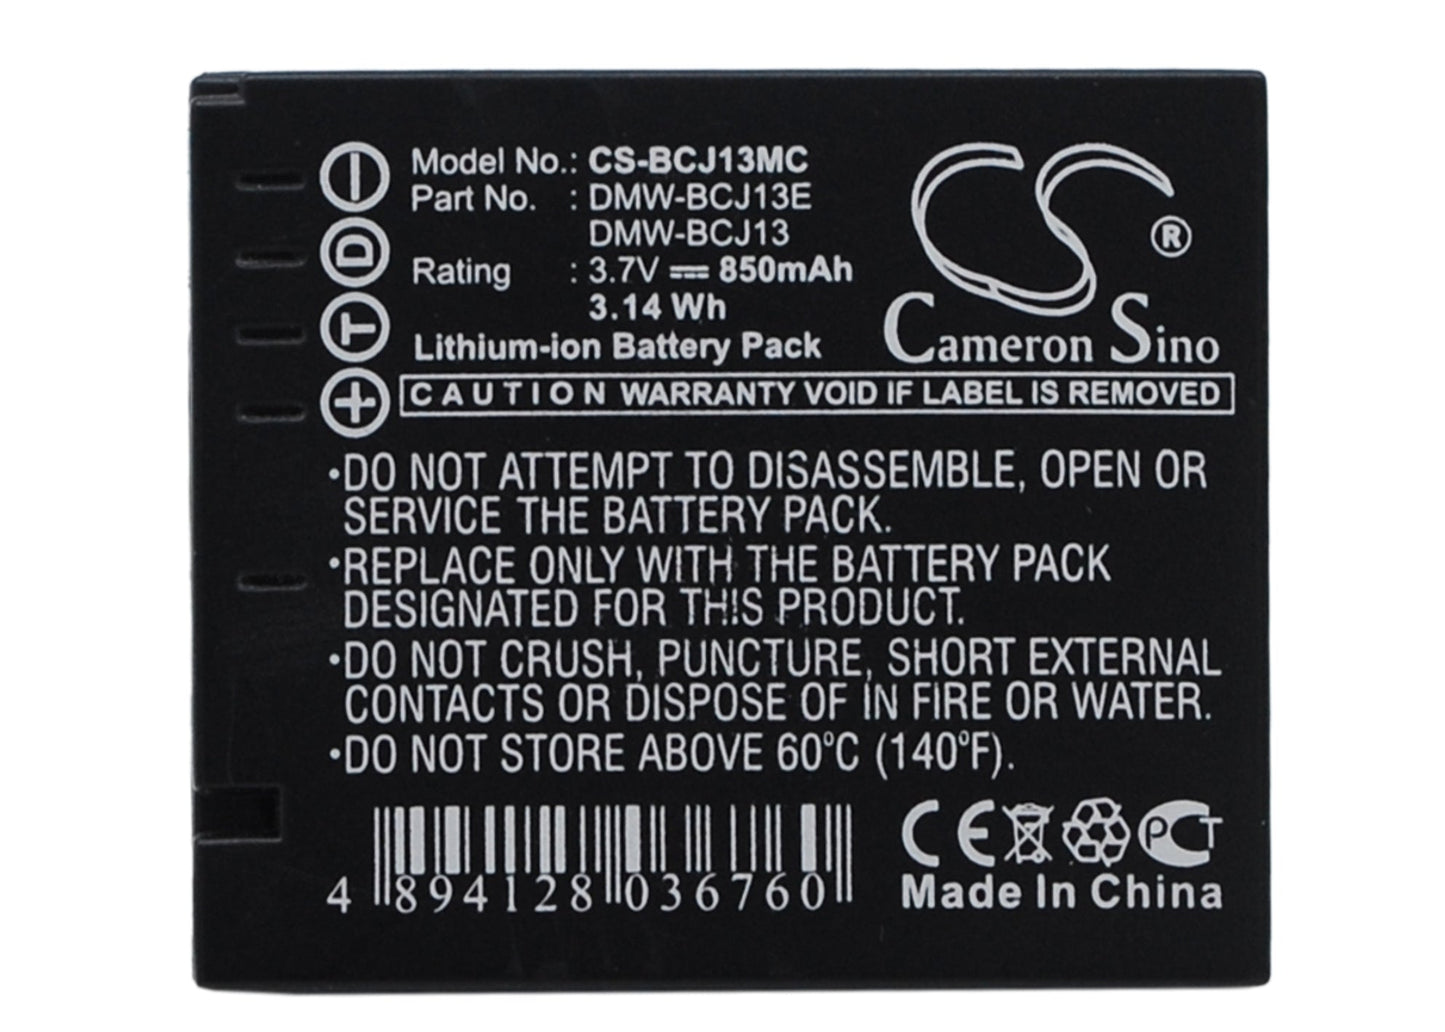 Model No.: CS-BCJ13MC
Part No. : DMW-BCJ13E
DMW-BCJ13
Rating : 3.7V 850mAh
3.14 Wh
Lithium-ion Battery Pack
D
T
CS ®
Cameron Sino
CAUTION WARRANTY VOID IF LABEL IS REMOVED
•DO NOT ATTEMPT TO DISASSEMBLE, OPEN OR
SERVICE THE BATTERY PACK.
•REPLACE ONLY WITH THE BATTERY PACK
DESIGNATED FOR THIS PRODUCT.
•DO NOT CRUSH, PUNCTURE, SHORT EXTERNAL
CONTACTS OR DISPOSE OF IN FIRE OR WATER.
•DO NOT STORE ABOVE 60°C (140°F).
4 894128 036760
CE PCT
Made In China